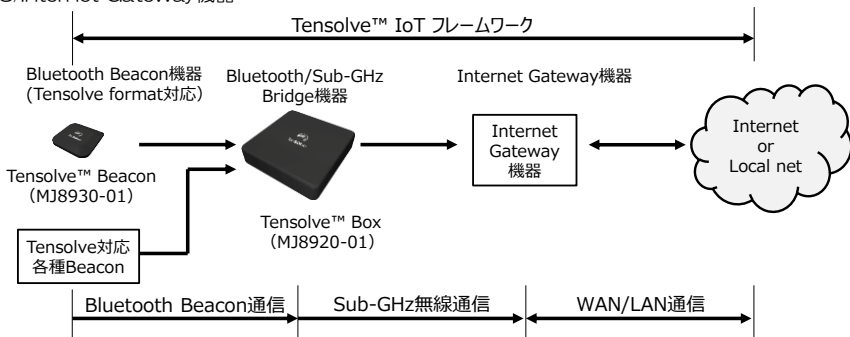 Tensolve™ IoT フレームワーク
Bluetooth Beacon機器
(Tensolve format対応)
Bluetooth/Sub-GHz
Bridge機器
Internet Gateway機器
Internet
Gateway
機器
Internet
or
Local net
Tensolve™ Beacon
(MJ8930-01)
Tensolve™ Box
(MJ8920-01)
Tensolve対応
各種Beacon
Bluetooth Beacon通信
Sub-GHz無線通信
WAN/LAN通信